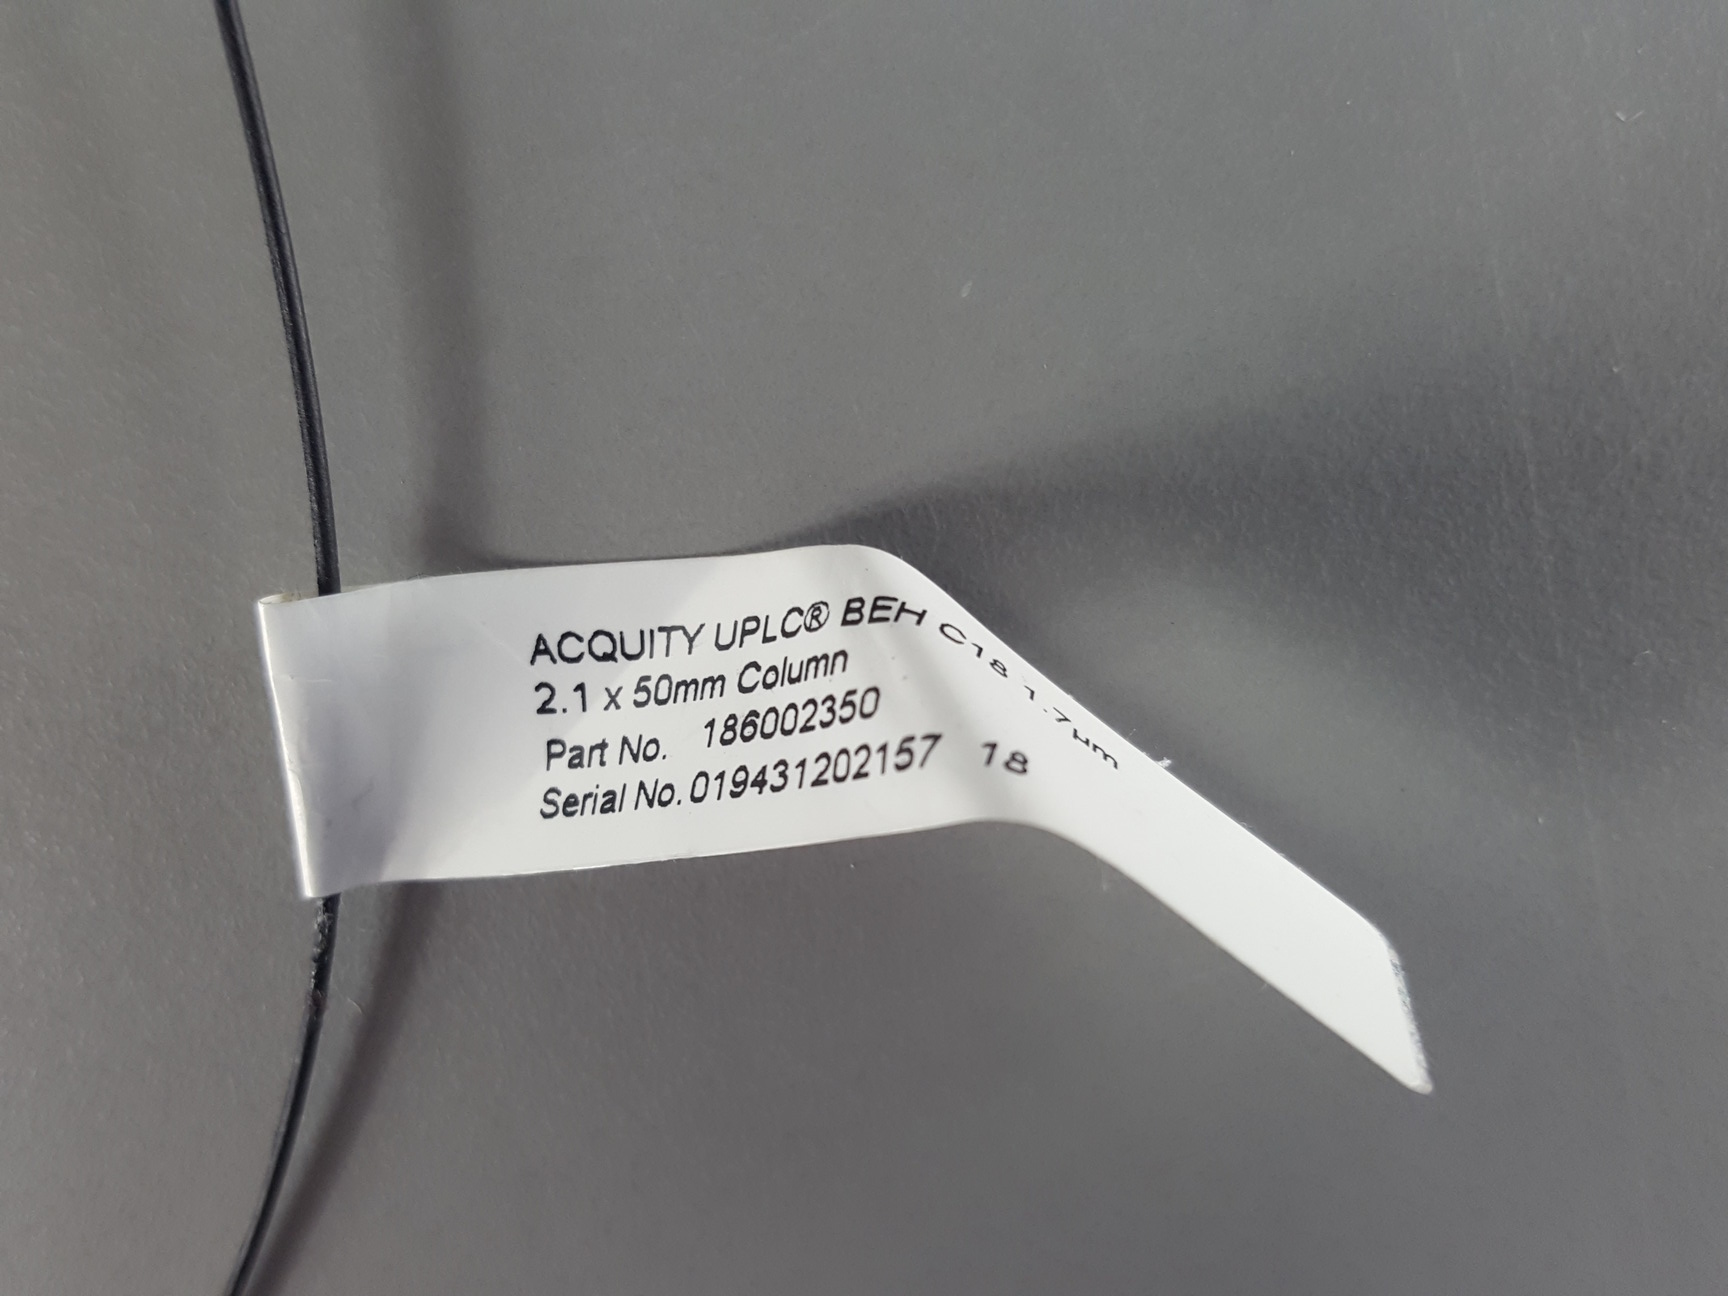 ACQUITY UPLC® BEH C18 1.7µm
2.1 x 50mm Column
Part No. 186002350
Serial No. 019431202157 18